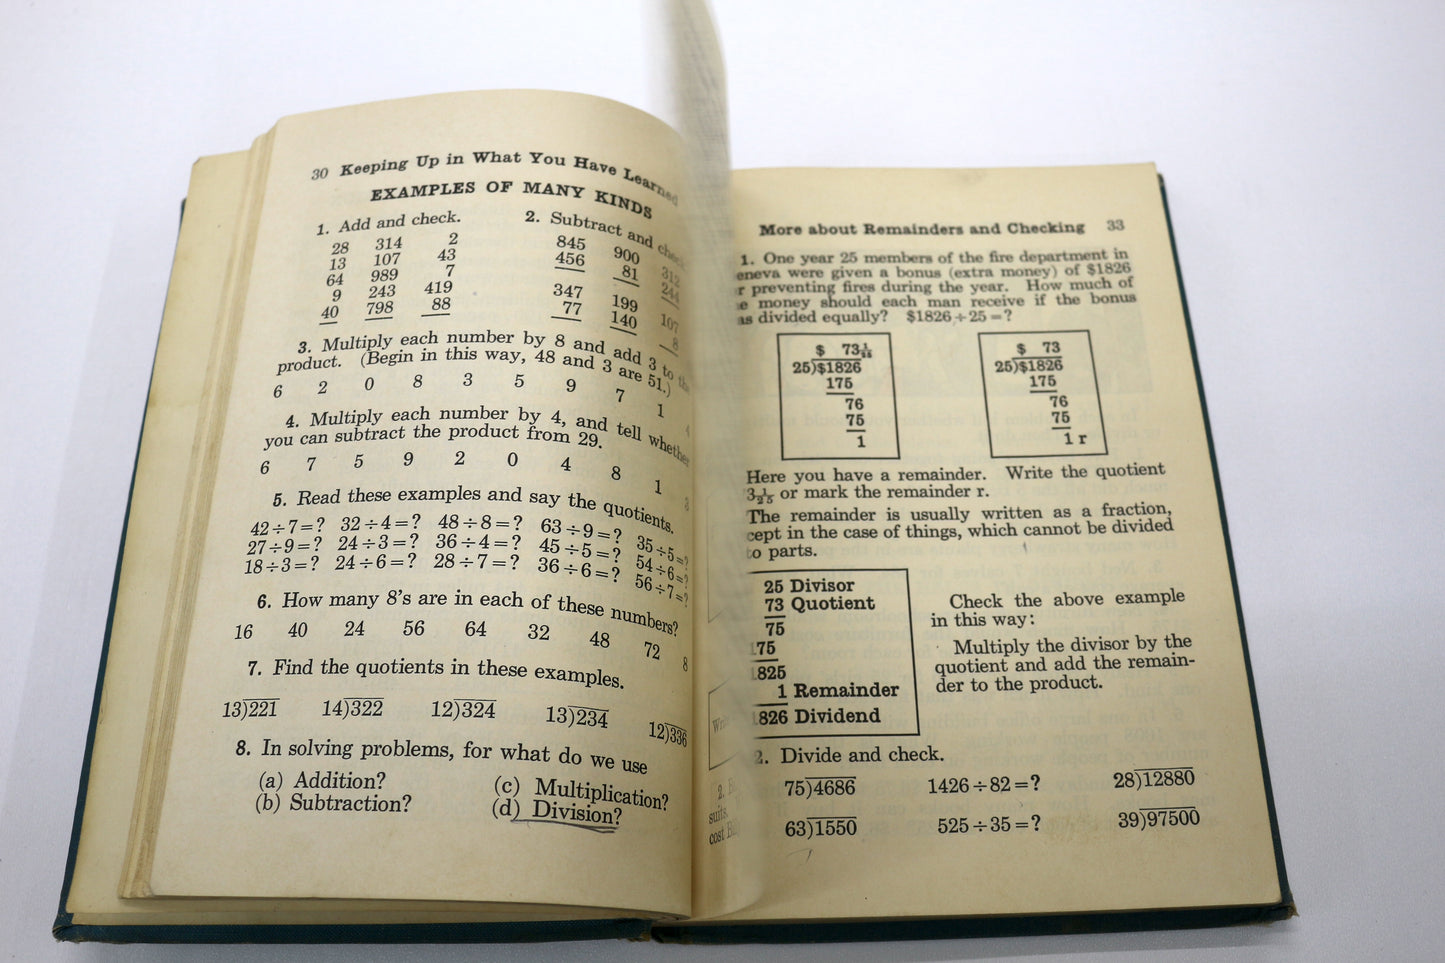 30 Keeping Up in What You Have Learned
EXAMPLES OF MANY KINDS
1. Add and check.
28 314 2
13 107 43
64 989 7
9 243 419
40 798 88
2. Subtract and
845 900 312
456 81 244
347 199 107
77 140 8
3. Multiply each number by 8 and add 3 to the
product. (Begin in this way, 48 and 3 are 51.)
6 2 0 8 3 5 9 7 1 4
4. Multiply each number by 4, and tell whether
you can subtract the product from 29.
6 7 5 9 2 0 4 8 1 3
5. Read these examples and say the quotients.
42÷7=? 32÷4=? 48÷8=? 63÷9=? 35÷5=?
27÷9=? 24÷3=? 36÷4=? 45÷5=? 54÷6=?
18÷3=? 24÷6=? 28÷7=? 36÷6=? 56÷7=?
6. How many 8's are in each of these numbers?
16 40 24 56 64 32 48 72 8
7. Find the quotients in these examples.
13)221 14)322 12)324 13)234 12)336
8. In solving problems, for what do we use
(a) Addition? (c) Multiplication?
(b) Subtraction? (d) Division?
More about Remainders and Checking 33
1. One year 25 members of the fire department in
eneva were given a bonus (extra money) of $1826
r preventing fires during the year. How much of
e money should each man receive if the bonus
as divided equally? $1826÷25=?
$ 73 1/25
25)$1826
175
76
75
1
$ 73
25)$1826
175
76
75
1 r
Here you have a remainder. Write the quotient
3 1/25 or mark the remainder r.
The remainder is usually written as a fraction,
cept in the case of things, which cannot be divided
to parts.
25 Divisor
73 Quotient
75
175
1825
1 Remainder
1826 Dividend
Check the above example
in this way:
Multiply the divisor by the
quotient and add the remain-
der to the product.
2. Divide and check.
75)4686 1426÷82=? 28)12880
63)1550 525÷35=? 39)97500
2.
suits
cost